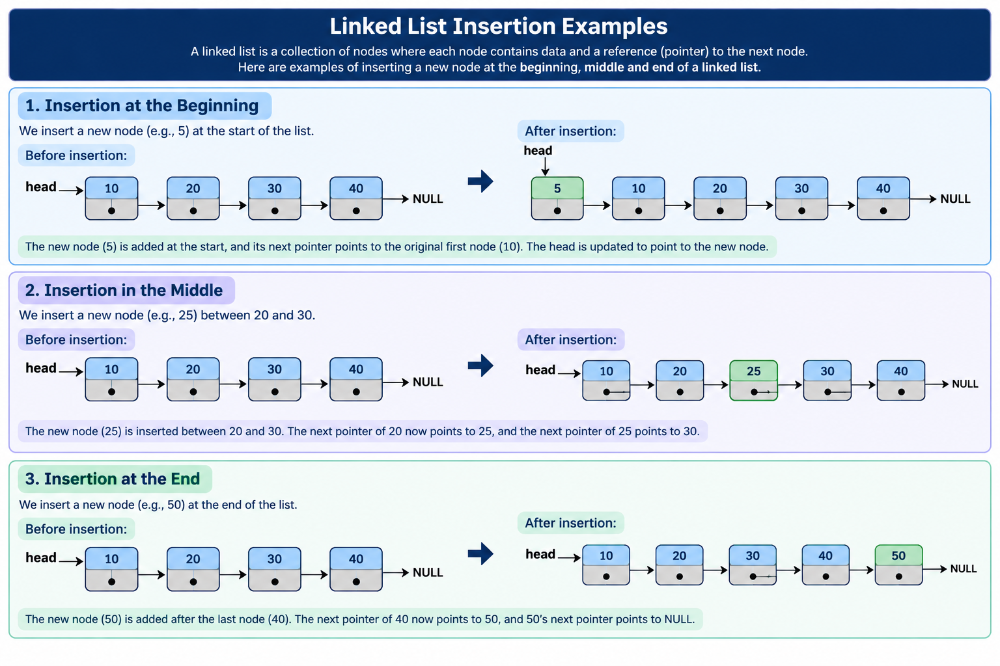 Linked List Insertion Examples
A linked list is a collection of nodes where each node contains data and a reference (pointer) to the next node.
Here are examples of inserting a new node at the beginning, middle and end of a linked list.
1. Insertion at the Beginning
We insert a new node (e.g., 5) at the start of the list.
Before insertion:
head 10 20 30 40 NULL
After insertion:
head
5 10 20 30 40 NULL
The new node (5) is added at the start, and its next pointer points to the original first node (10). The head is updated to point to the new node.
2. Insertion in the Middle
We insert a new node (e.g., 25) between 20 and 30.
Before insertion:
head 10 20 30 40 NULL
After insertion:
head 10 20 25 30 40 NULL
The new node (25) is inserted between 20 and 30. The next pointer of 20 now points to 25, and the next pointer of 25 points to 30.
3. Insertion at the End
We insert a new node (e.g., 50) at the end of the list.
Before insertion:
head 10 20 30 40 NULL
After insertion:
head 10 20 30 40 50 NULL
The new node (50) is added after the last node (40). The next pointer of 40 now points to 50, and 50's next pointer points to NULL.